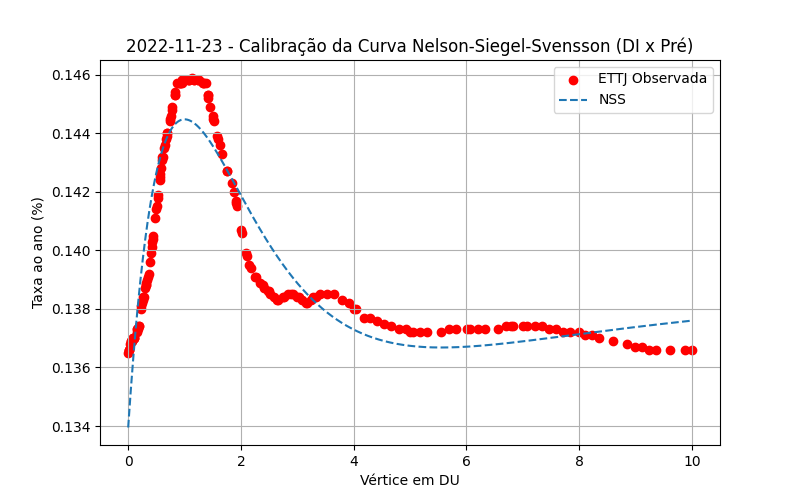 2022-11-23 - Calibração da Curva Nelson-Siegel-Svensson (DI x Pré)
ETTJ Observada
NSS
Taxa ao ano (%)
0.146
0.144
0.142
0.140
0.138
0.136
0.134
0 2 4 6 8 10
Vértice em DU